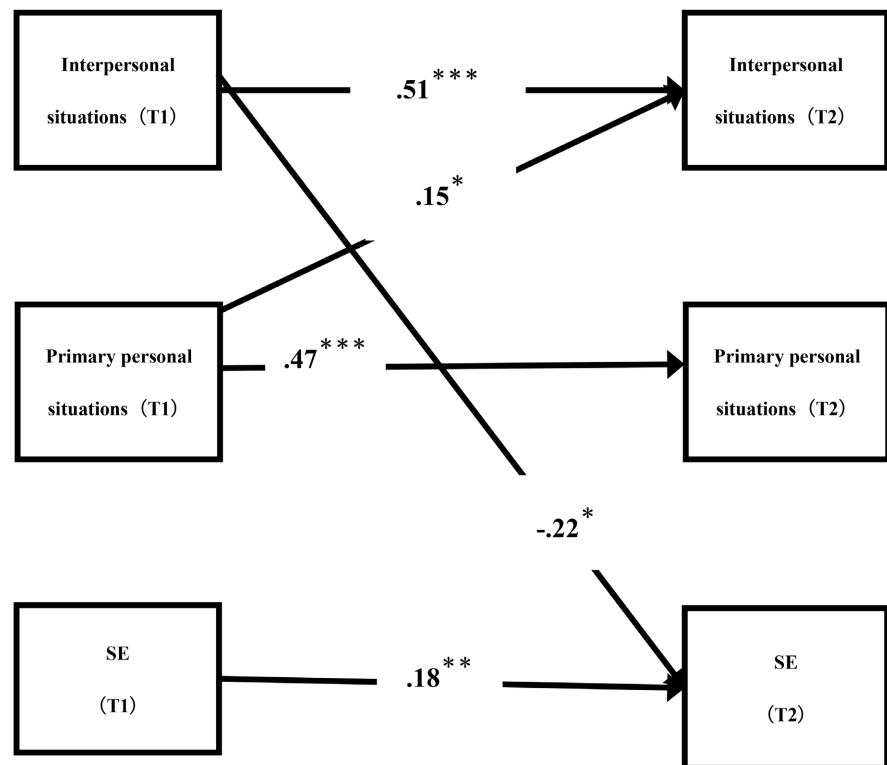 Interpersonal
situations（T1）
.51***
Interpersonal
situations（T2）
.15*
Primary personal
situations（T1）
.47***
Primary personal
situations（T2）
-.22*
SE
（T1）
.18**
SE
（T2）